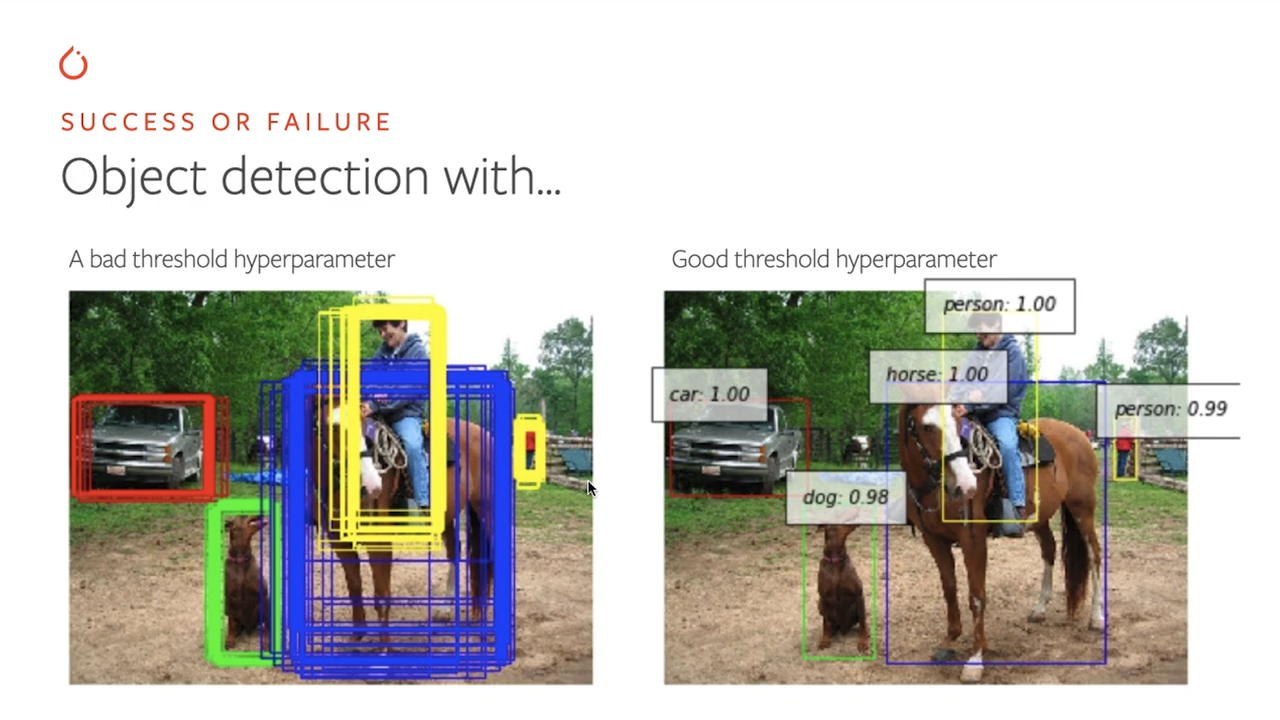 SUCCESS OR FAILURE
Object detection with...
A bad threshold hyperparameter
Good threshold hyperparameter
person: 1.00
horse: 1.00
car: 1.00
person: 0.99
dog: 0.98